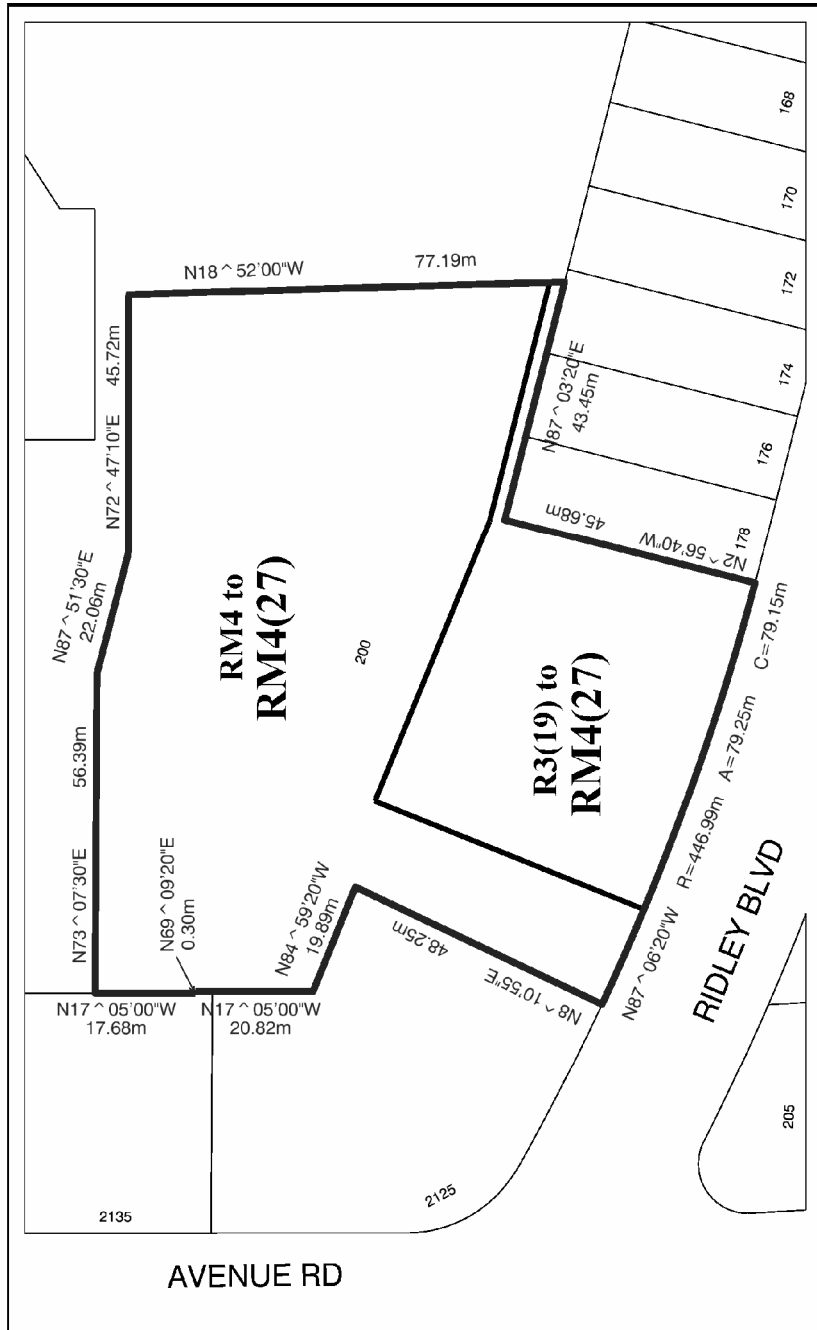 168
170
172
174
176
178
N18^52'00"W
77.19m
N72^47'10"E
45.72m
N87^03'20"E
43.45m
N2^56'40"W
45.68m
N87^51'30"E
22.06m
RM4 to
RM4(27)
200
R3(19) to
RM4(27)
N73^07'30"E
56.39m
N69^09'20"E
0.30m
N84^59'20"W
19.89m
N8^10'55"E
48.25m
N87^06'20"W
R=446.99m
A=79.25m
C=79.15m
N17^05'00"W
17.68m
N17^05'00"W
20.82m
RIDLEY BLVD
205
2125
2135
AVENUE RD